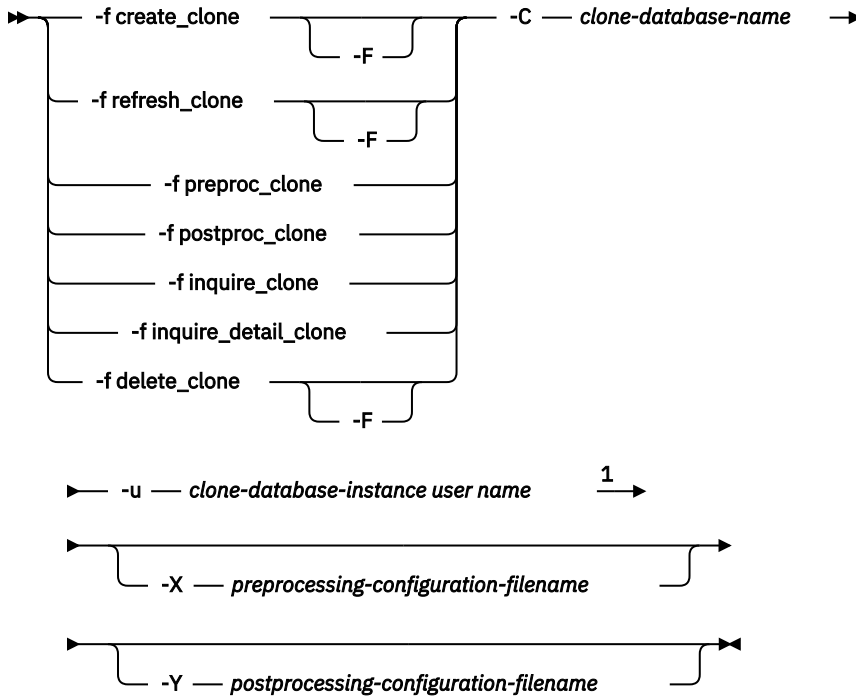 -f create_clone -C clone-database-name
-F
-f refresh_clone
-F
-f preproc_clone
-f postproc_clone
-f inquire_clone
-f inquire_detail_clone
-f delete_clone
-F
-u clone-database-instance user name 1
-X preprocessing-configuration-filename
-Y postprocessing-configuration-filename